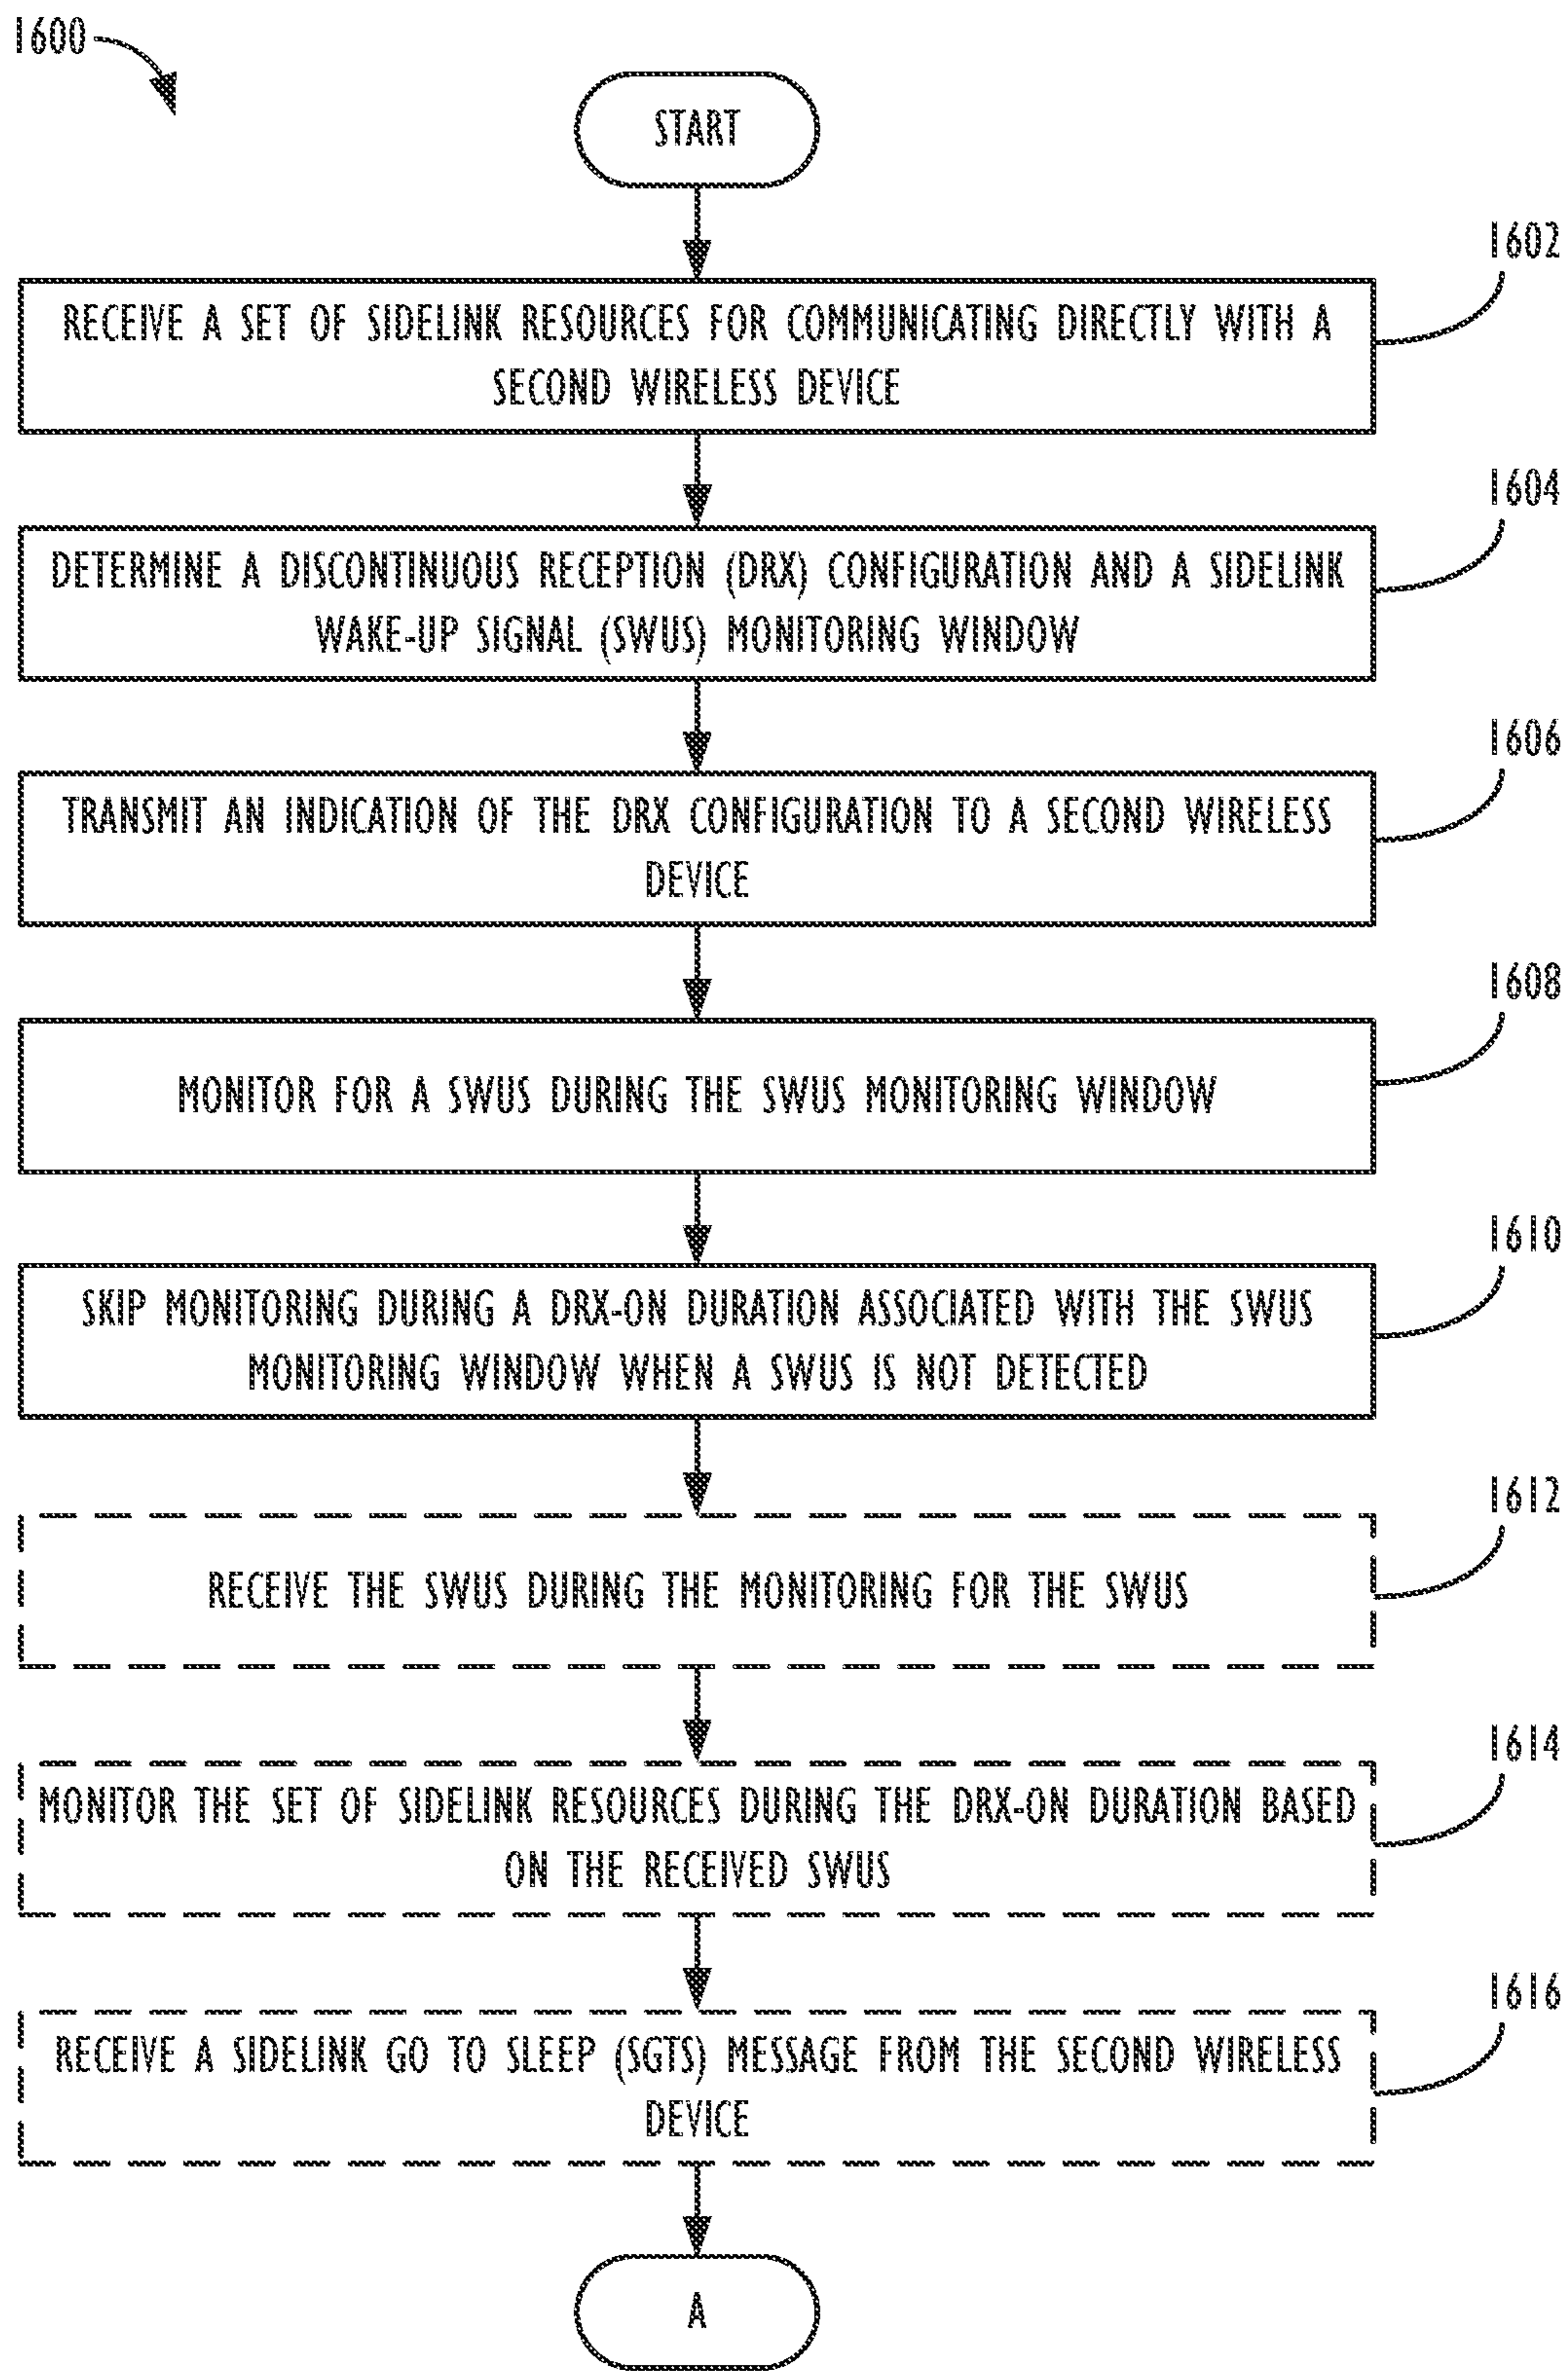 1600
START
1602
RECEIVE A SET OF SIDELINK RESOURCES FOR COMMUNICATING DIRECTLY WITH A
SECOND WIRELESS DEVICE
1604
DETERMINE A DISCONTINUOUS RECEPTION (DRX) CONFIGURATION AND A SIDELINK
WAKE-UP SIGNAL (SWUS) MONITORING WINDOW
1606
TRANSMIT AN INDICATION OF THE DRX CONFIGURATION TO A SECOND WIRELESS
DEVICE
1608
MONITOR FOR A SWUS DURING THE SWUS MONITORING WINDOW
1610
SKIP MONITORING DURING A DRX-ON DURATION ASSOCIATED WITH THE SWUS
MONITORING WINDOW WHEN A SWUS IS NOT DETECTED
1612
RECEIVE THE SWUS DURING THE MONITORING FOR THE SWUS
1614
MONITOR THE SET OF SIDELINK RESOURCES DURING THE DRX-ON DURATION BASED
ON THE RECEIVED SWUS
1616
RECEIVE A SIDELINK GO TO SLEEP (SGTS) MESSAGE FROM THE SECOND WIRELESS
DEVICE
A